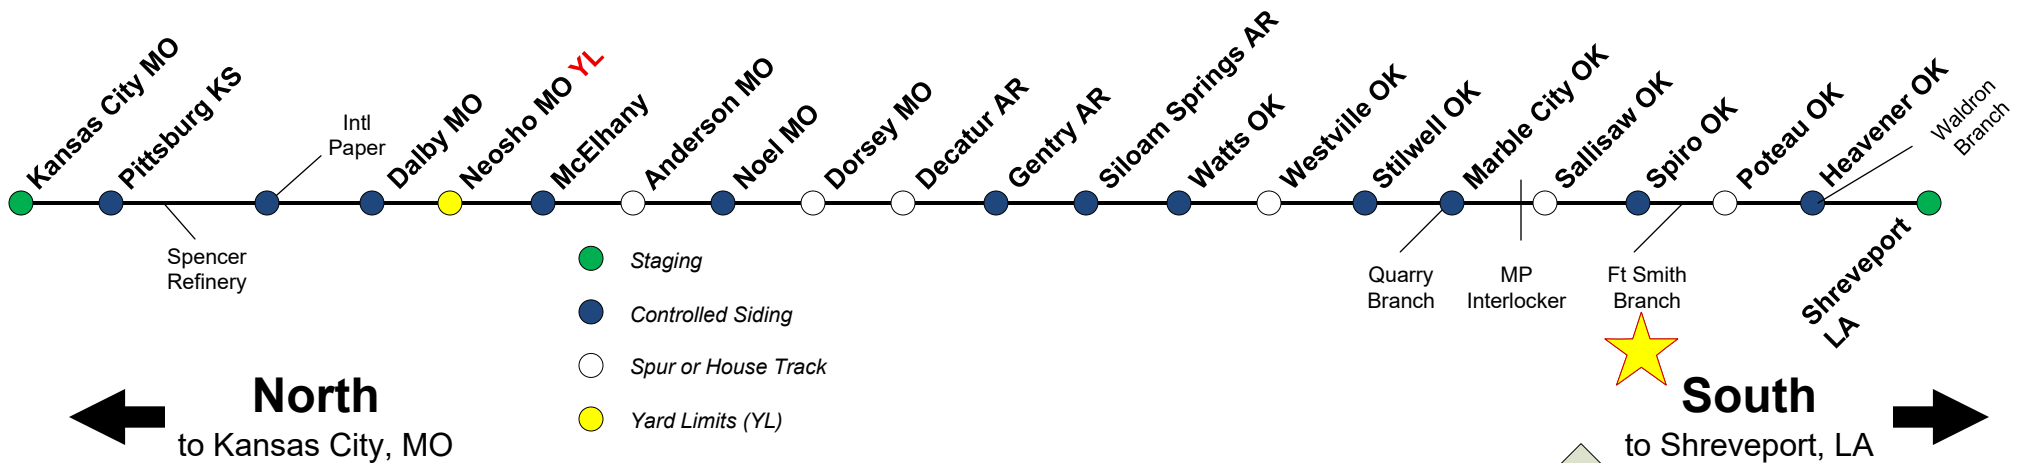 Kansas City MO
Pittsburg KS
Intl
Paper
Dalby MO
Neosho MO YL
McElhany
Anderson MO
Noel MO
Dorsey MO
Decatur AR
Gentry AR
Siloam Springs AR
Watts OK
Westville OK
Stilwell OK
Marble City OK
Sallisaw OK
Spiro OK
Poteau OK
Heavener OK
Waldron
Branch
Spencer
Refinery
Quarry
Branch
MP
Interlocker
Ft Smith
Branch
Shreveport
LA
Staging
Controlled Siding
Spur or House Track
Yard Limits (YL)
North
to Kansas City, MO
South
to Shreveport, LA